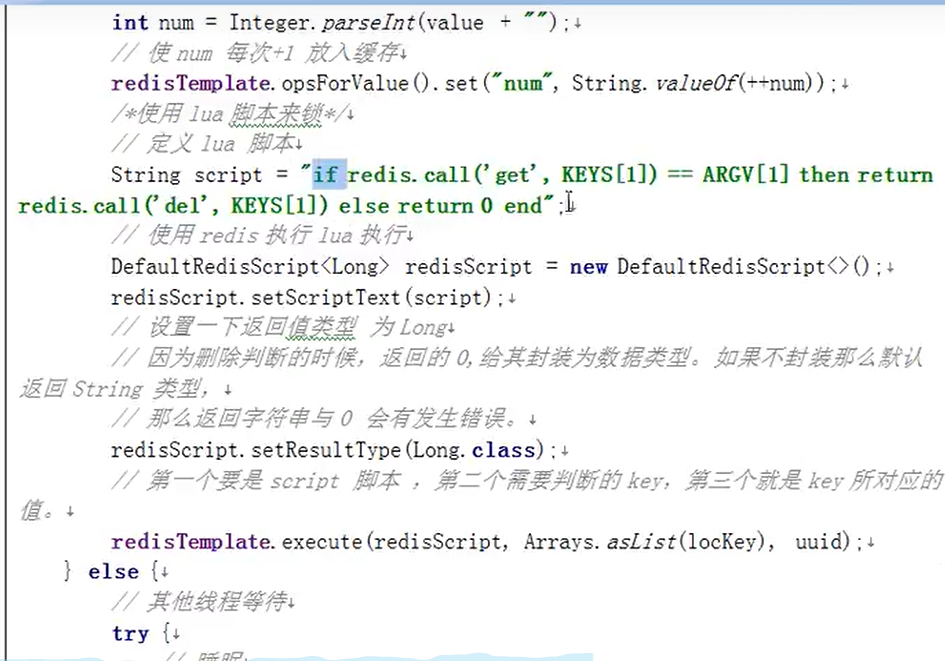 int num = Integer.parseInt(value + "");↓
// 使 num 每次+1 放入缓存↓
redisTemplate.opsForValue().set("num", String.valueOf(++num));↓
/*使用 lua 脚本来锁*/↓
// 定义 lua 脚本↓
String script = "if redis.call('get', KEYS[1]) == ARGV[1] then return
redis.call('del', KEYS[1]) else return 0 end";↓
// 使用 redis 执行 lua 执行↓
DefaultRedisScript<Long> redisScript = new DefaultRedisScript<>();↓
redisScript.setScriptText(script);↓
// 设置一下返回值类型 为 Long↓
// 因为删除判断的时候，返回的 0,给其封装为数据类型。如果不封装那么默认
返回 String 类型，↓
// 那么返回字符串与 0 会有发生错误。↓
redisScript.setResultType(Long.class);↓
// 第一个要是 script 脚本 ，第二个需要判断的 key，第三个就是 key 所对应的
值。↓
redisTemplate.execute(redisScript, Arrays.asList(locKey), uuid);↓
} else {↓
// 其他线程等待↓
try {↓
// 睡眠↓